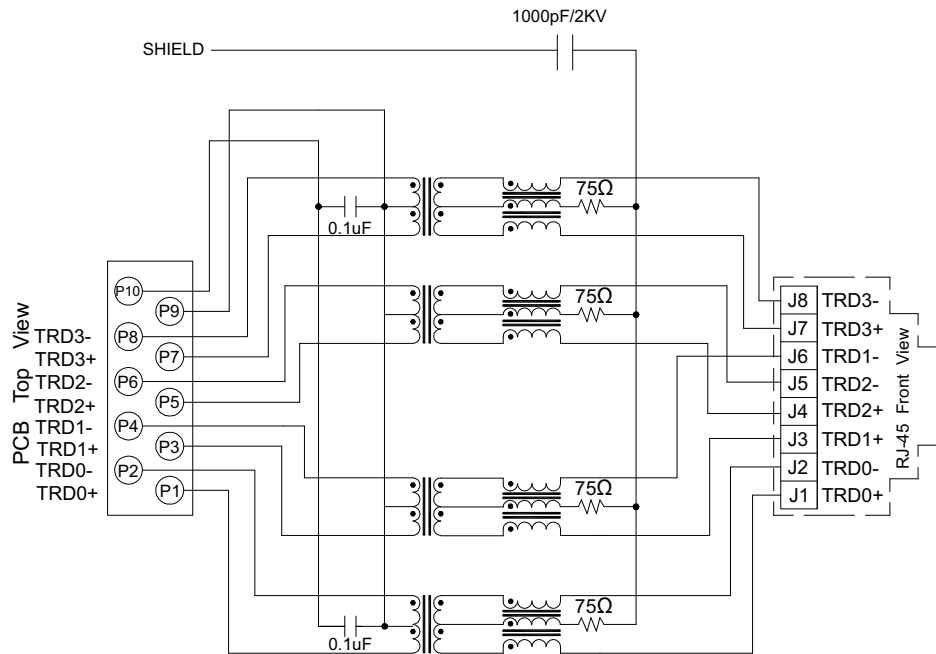 1000pF/2KV
SHIELD
75Ω
0.1uF
P10
P9
75Ω
J8 TRD3-
PCB Top View
TRD3- P8
J7 TRD3+
TRD3+ P7
J6 TRD1-
TRD2- P6
J5 TRD2-
TRD2+ P5
J4 TRD2+
TRD1- P4
J3 TRD1+
TRD1+ P3
J2 TRD0-
TRD0- P2
J1 TRD0+
TRD0+ P1
RJ-45 Front View
75Ω
75Ω
0.1uF